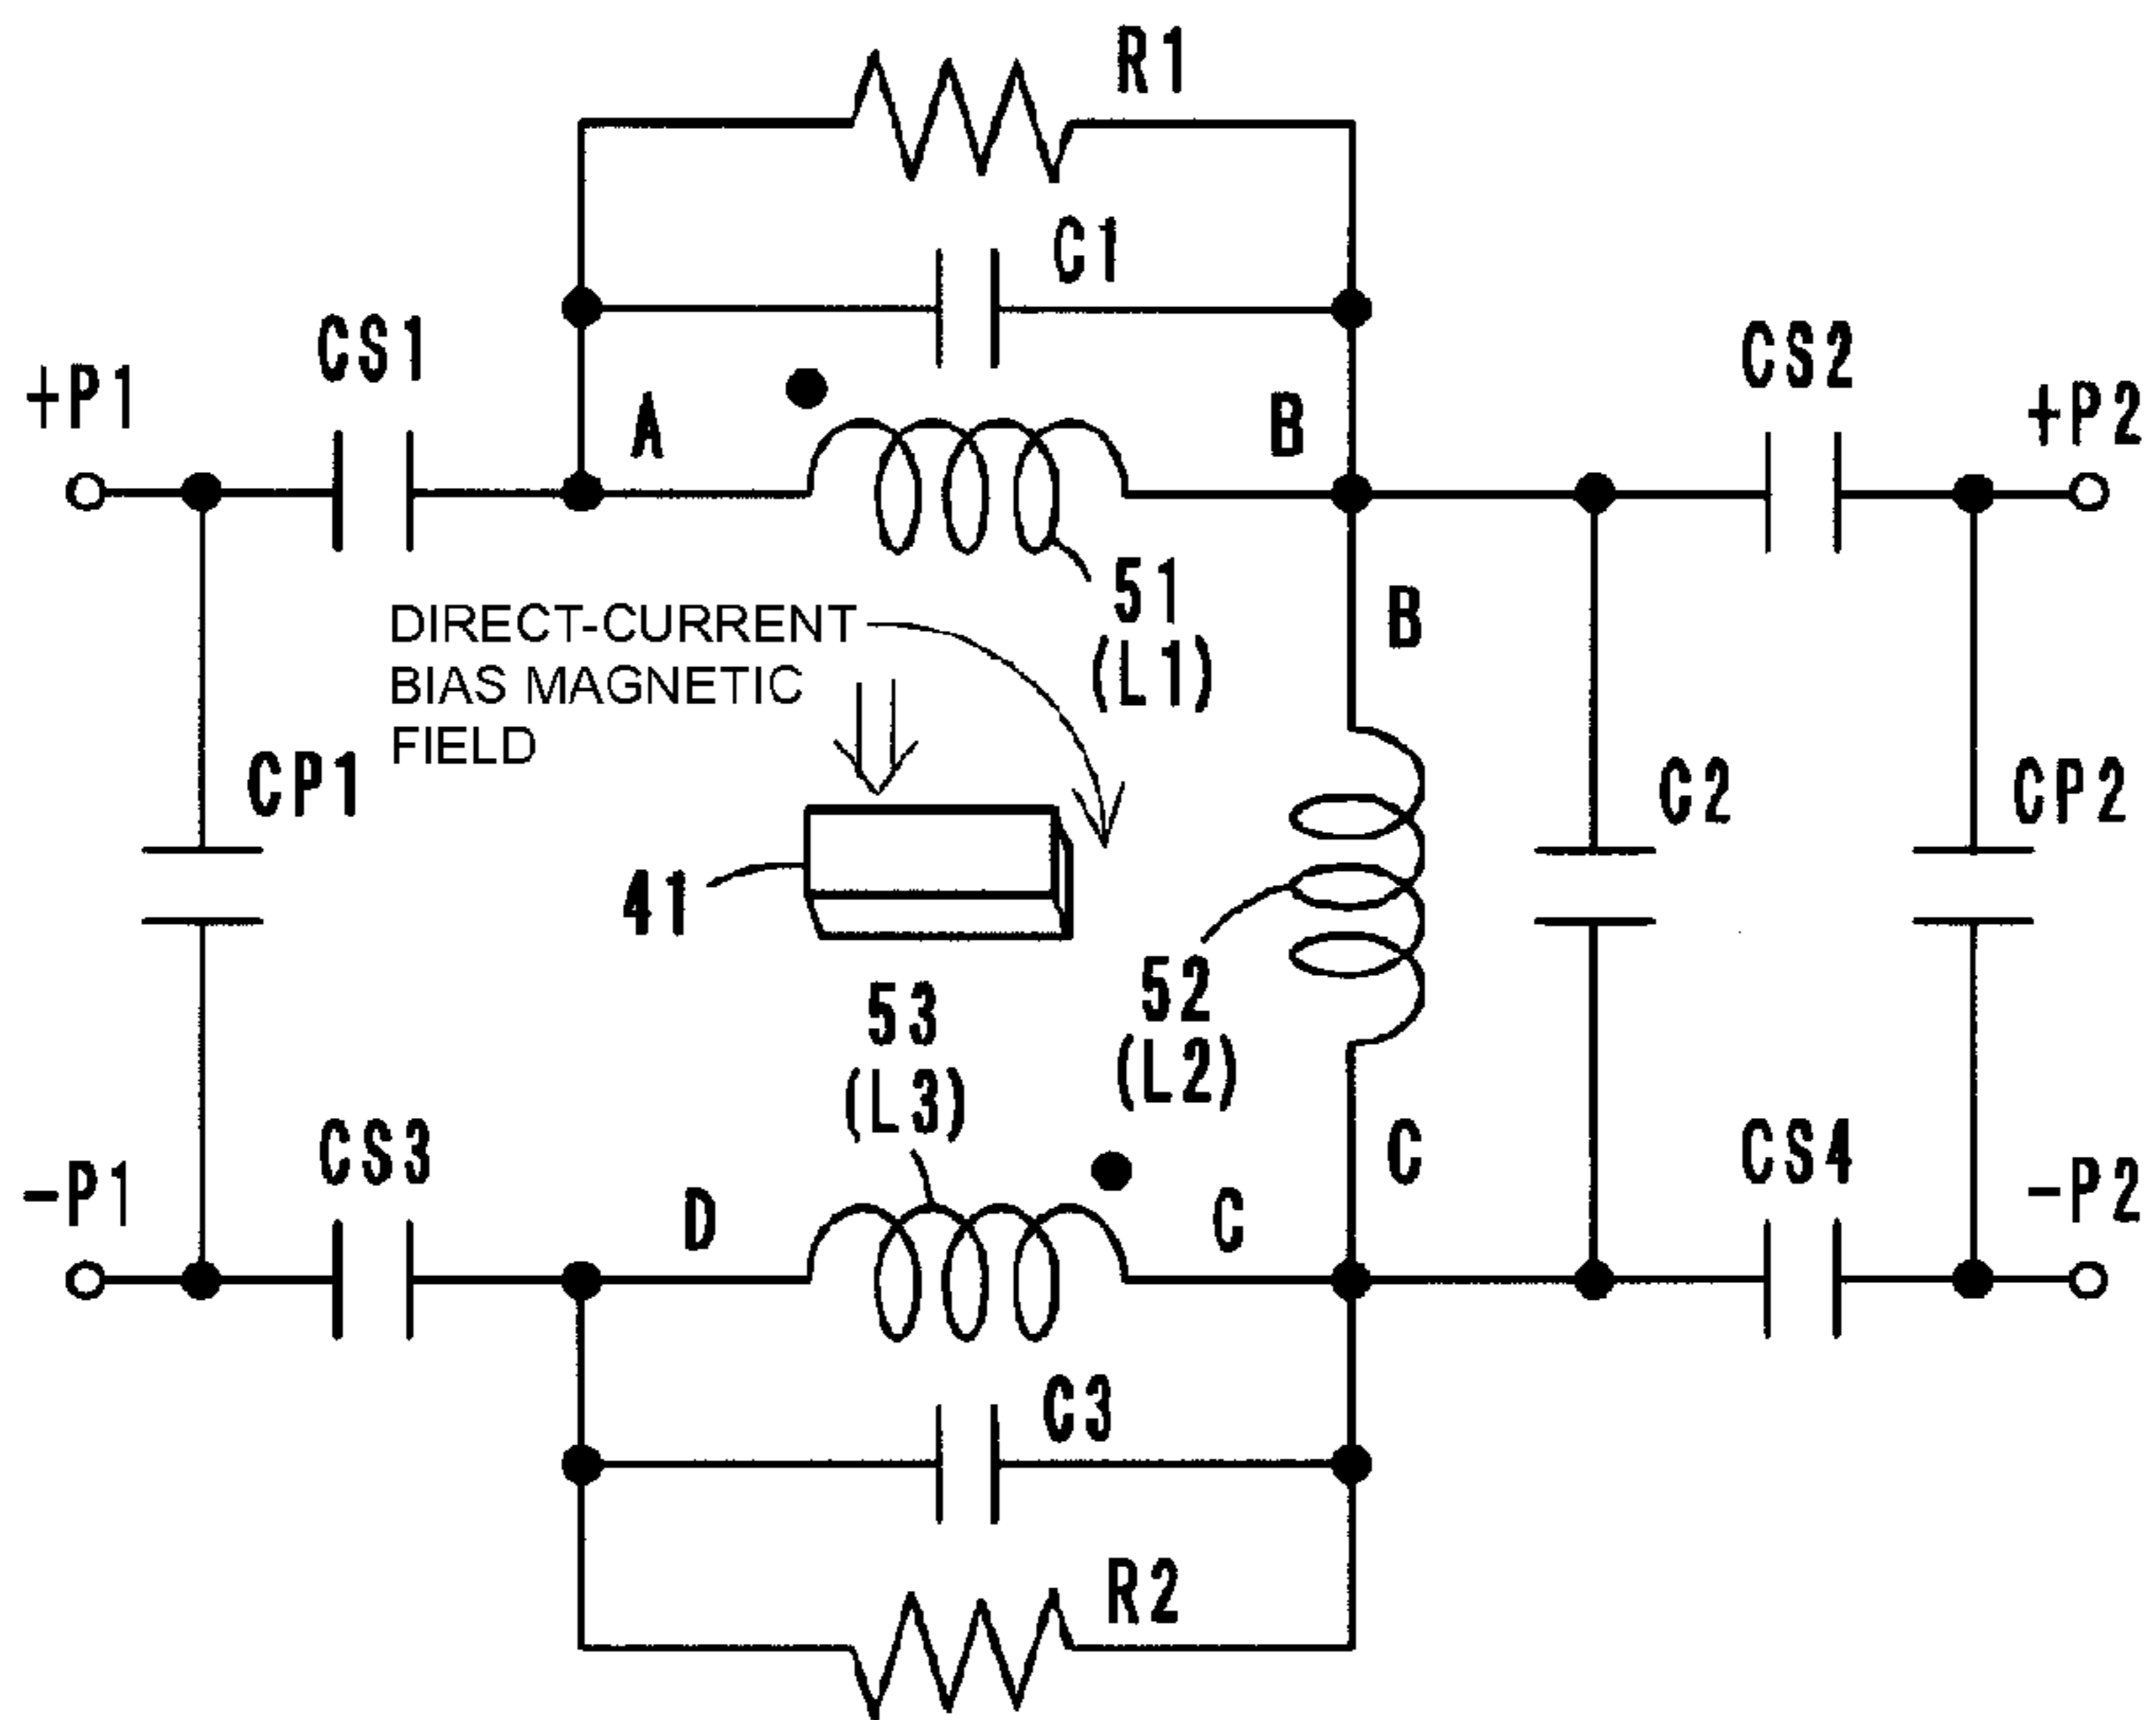 R1
C1
CS1
CS2
+P1
A
B
+P2
51
(L1)
DIRECT-CURRENT
BIAS MAGNETIC
FIELD
B
CP1
C2
CP2
41
53
(L3)
52
(L2)
CS3
C
CS4
-P1
D
C
-P2
C3
R2